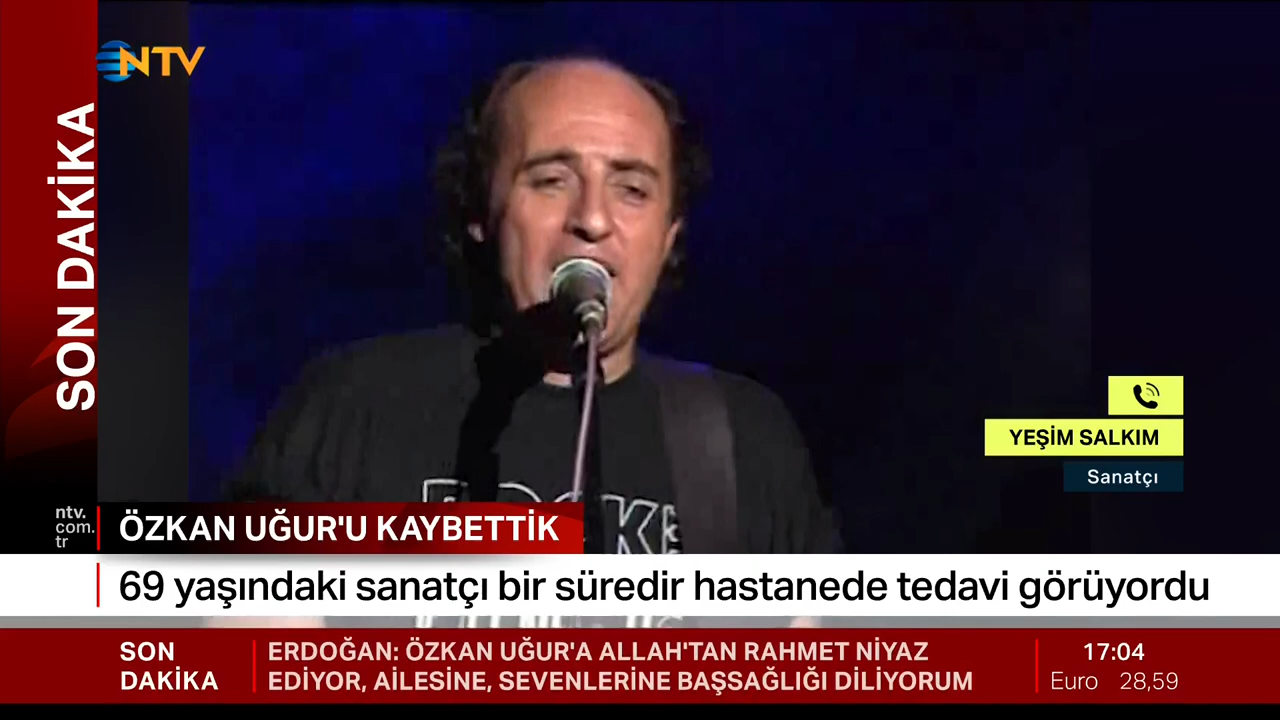 NTV
SON DAKİKA
YEŞİM SALKIM
Sanatçı
ntv.
com.
tr
ÖZKAN UĞUR'U KAYBETTİK
69 yaşındaki sanatçı bir süredir hastanede tedavi görüyordu
SON
DAKİKA
ERDOĞAN: ÖZKAN UĞUR'A ALLAH'TAN RAHMET NİYAZ
EDİYOR, AİLESİNE, SEVENLERİNE BAŞSAĞLIĞI DİLİYORUM
17:04
Euro 28,59